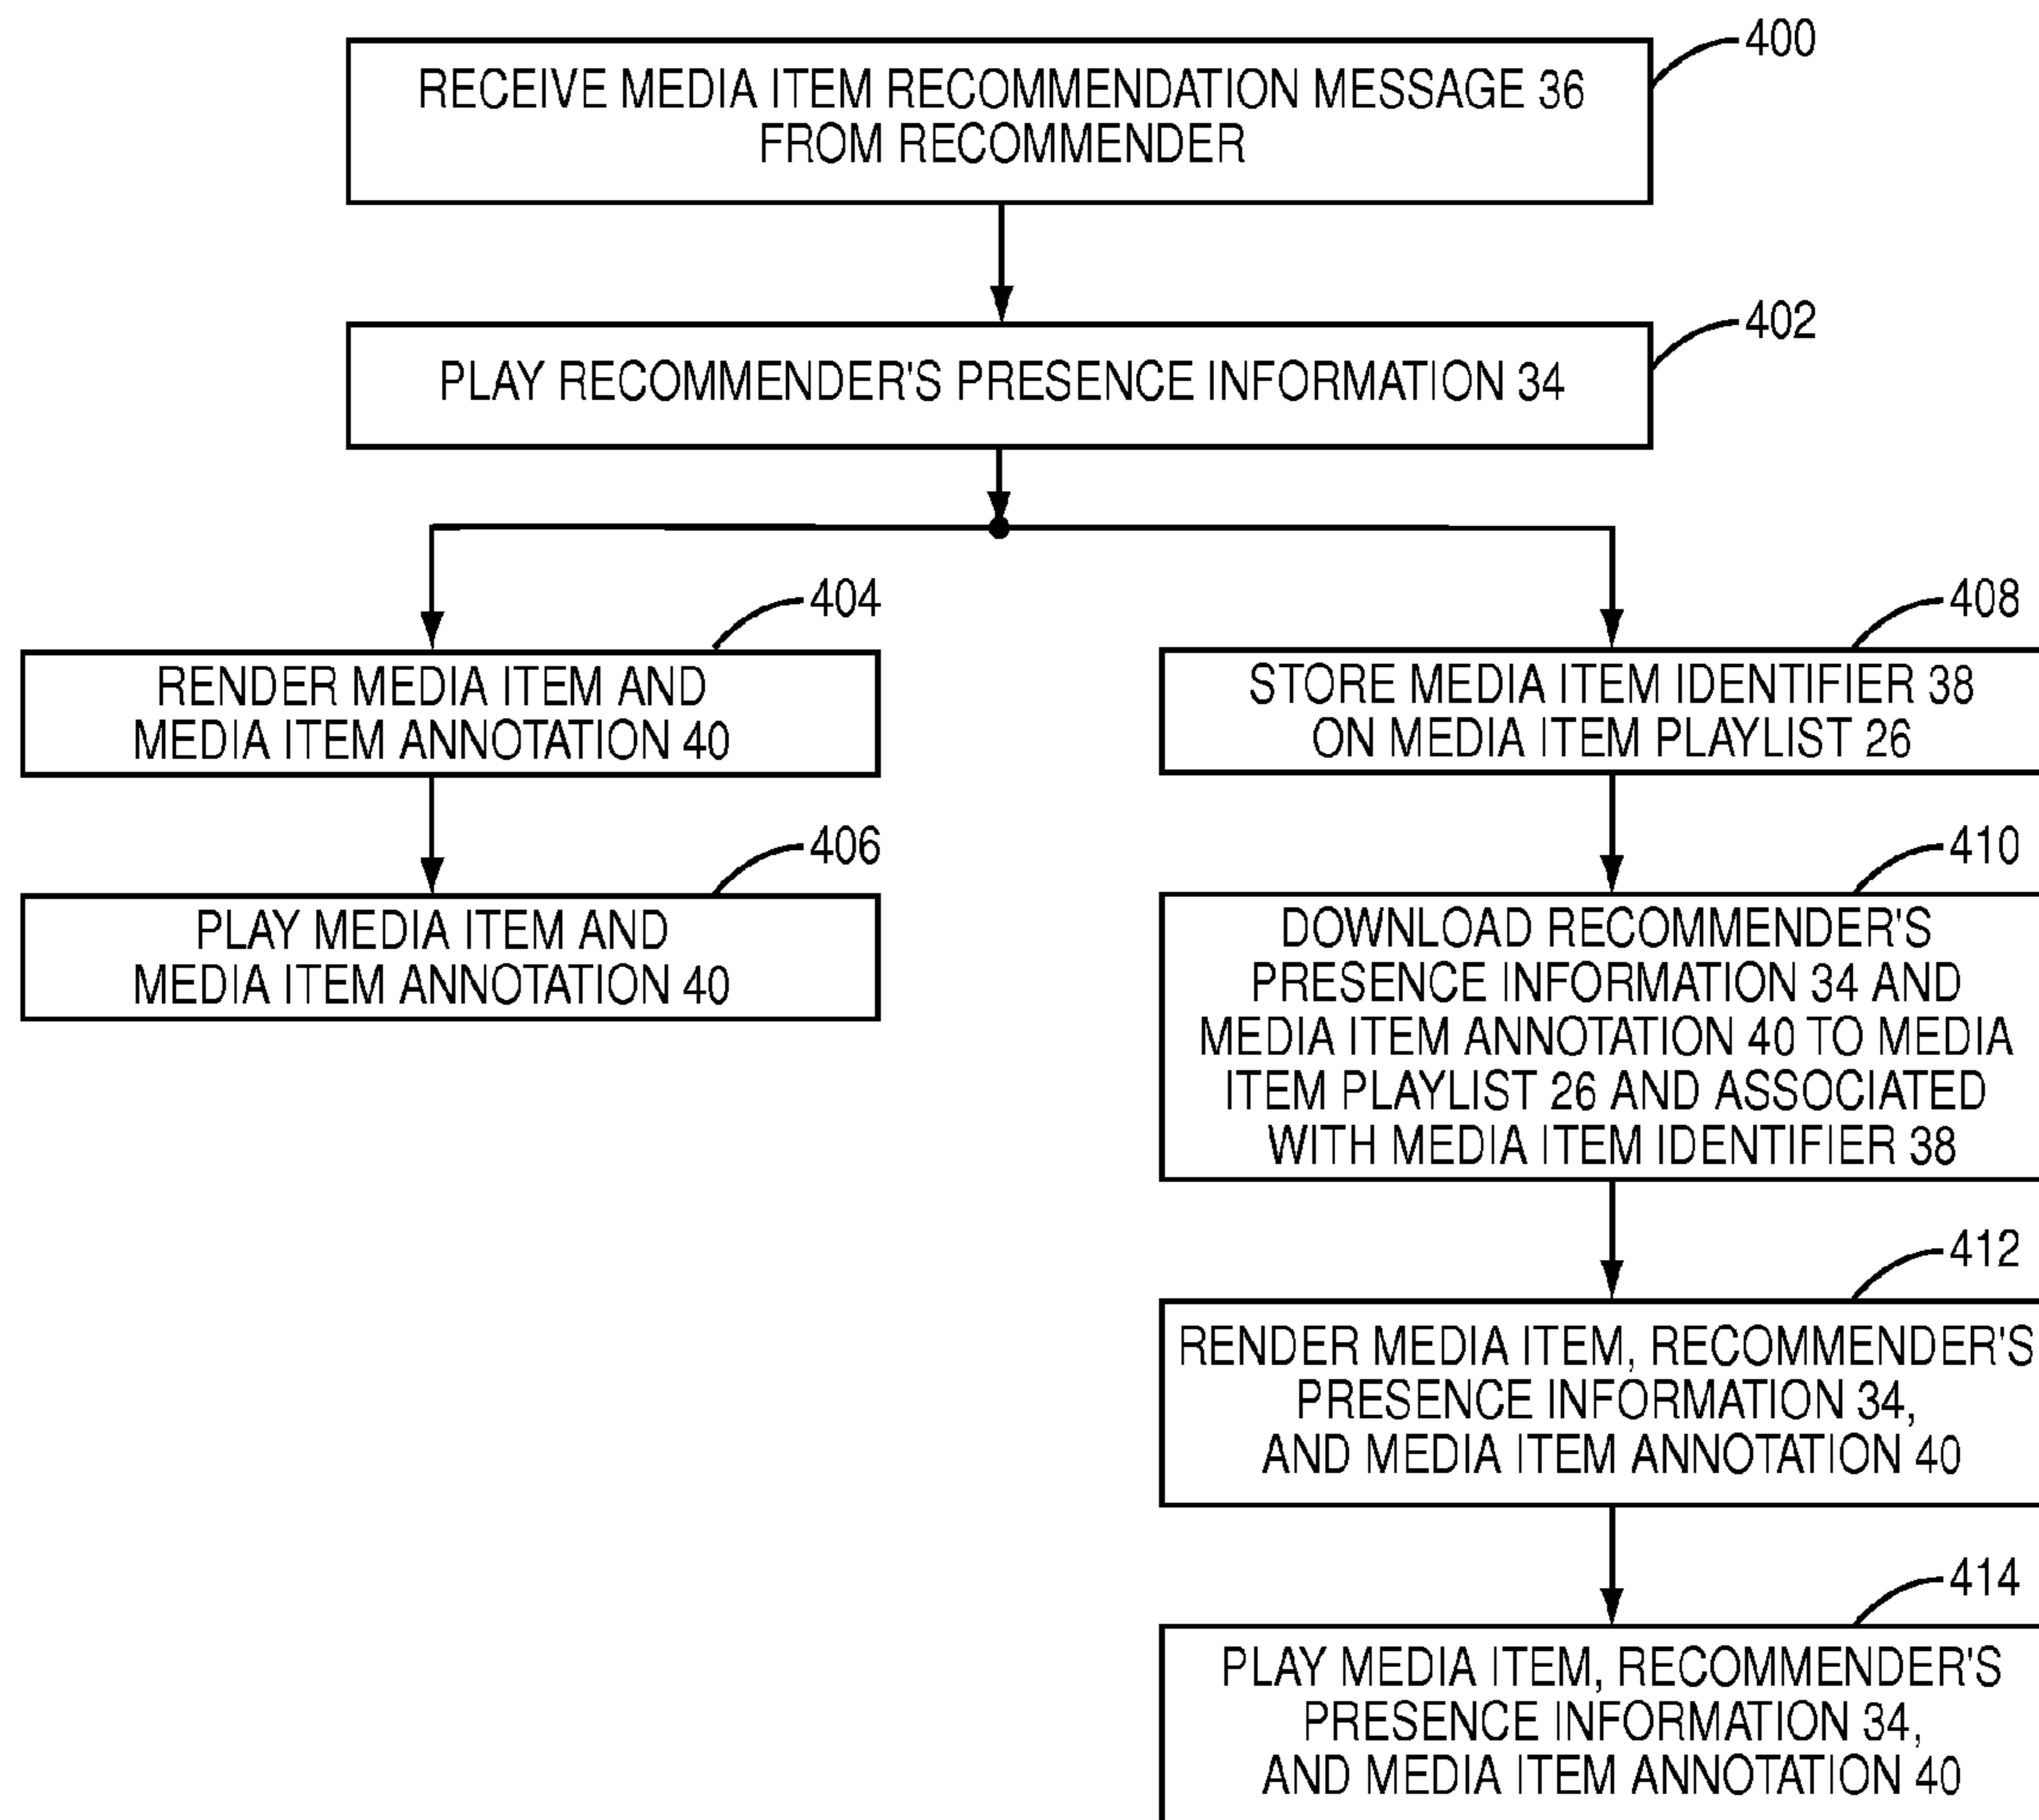 400
RECEIVE MEDIA ITEM RECOMMENDATION MESSAGE 36
FROM RECOMMENDER
402
PLAY RECOMMENDER'S PRESENCE INFORMATION 34
404
RENDER MEDIA ITEM AND
MEDIA ITEM ANNOTATION 40
406
PLAY MEDIA ITEM AND
MEDIA ITEM ANNOTATION 40
408
STORE MEDIA ITEM IDENTIFIER 38
ON MEDIA ITEM PLAYLIST 26
410
DOWNLOAD RECOMMENDER'S
PRESENCE INFORMATION 34 AND
MEDIA ITEM ANNOTATION 40 TO MEDIA
ITEM PLAYLIST 26 AND ASSOCIATED
WITH MEDIA ITEM IDENTIFIER 38
412
RENDER MEDIA ITEM, RECOMMENDER'S
PRESENCE INFORMATION 34,
AND MEDIA ITEM ANNOTATION 40
414
PLAY MEDIA ITEM, RECOMMENDER'S
PRESENCE INFORMATION 34,
AND MEDIA ITEM ANNOTATION 40